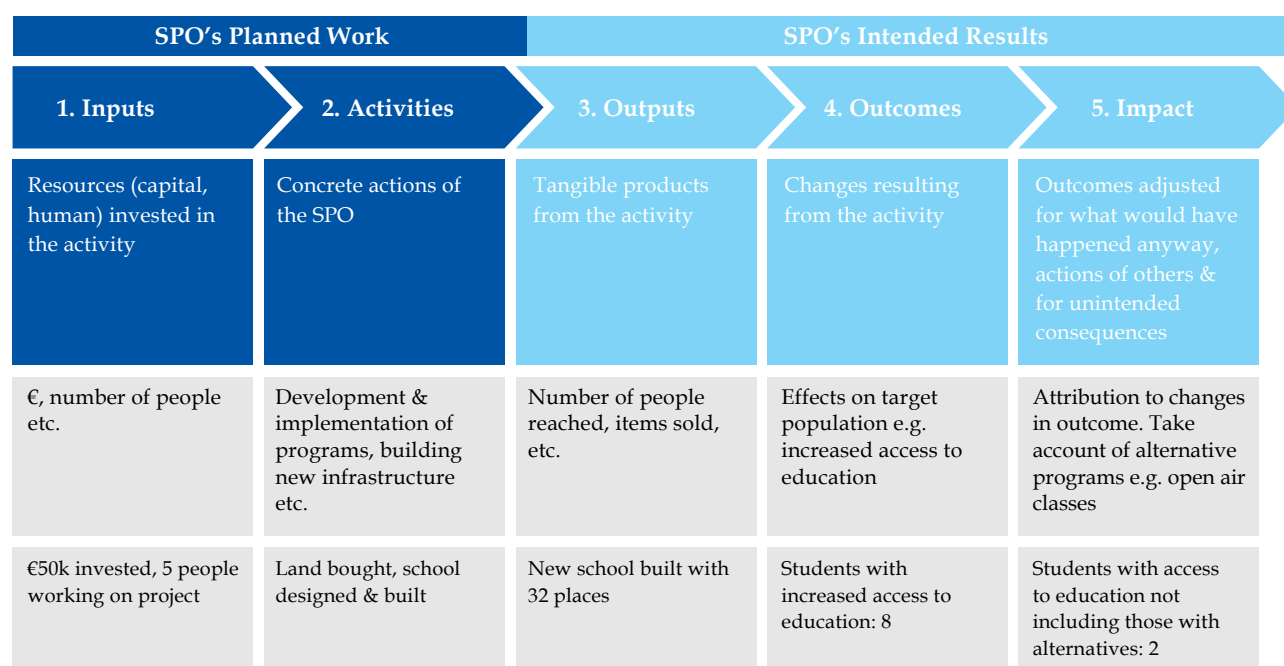 SPO’s Planned Work
SPO’s Intended Results
1. Inputs
2. Activities
3. Outputs
4. Outcomes
5. Impact
Resources (capital,
human) invested in
the activity
Concrete actions of
the SPO
Tangible products
from the activity
Changes resulting
from the activity
Outcomes adjusted
for what would have
happened anyway,
actions of others &
for unintended
consequences
€, number of people
etc.
Development &
implementation of
programs, building
new infrastructure
etc.
Number of people
reached, items sold,
etc.
Effects on target
population e.g.
increased access to
education
Attribution to changes
in outcome. Take
account of alternative
programs e.g. open air
classes
€50k invested, 5 people
working on project
Land bought, school
designed & built
New school built with
32 places
Students with
increased access to
education: 8
Students with access
to education not
including those with
alternatives: 2